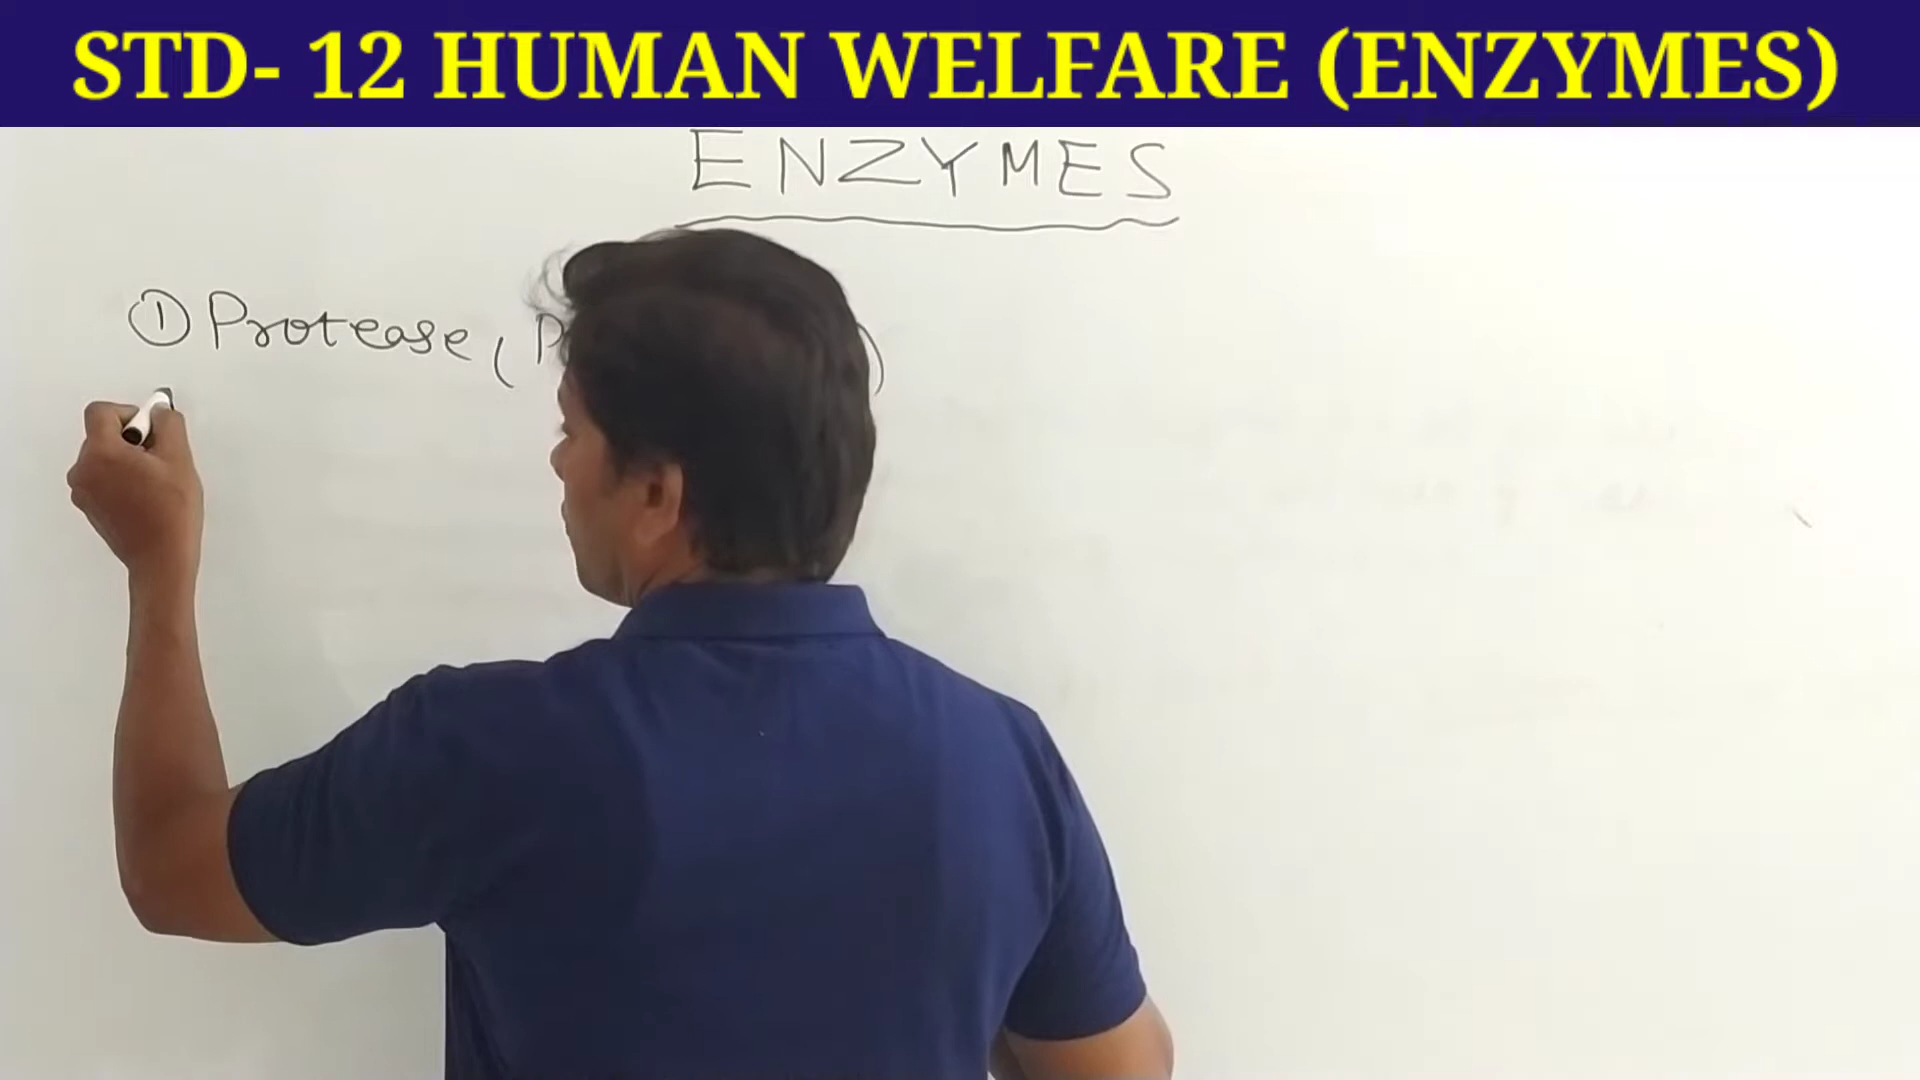 STD- 12 HUMAN WELFARE (ENZYMES)
ENZYMES
① Protease (P )